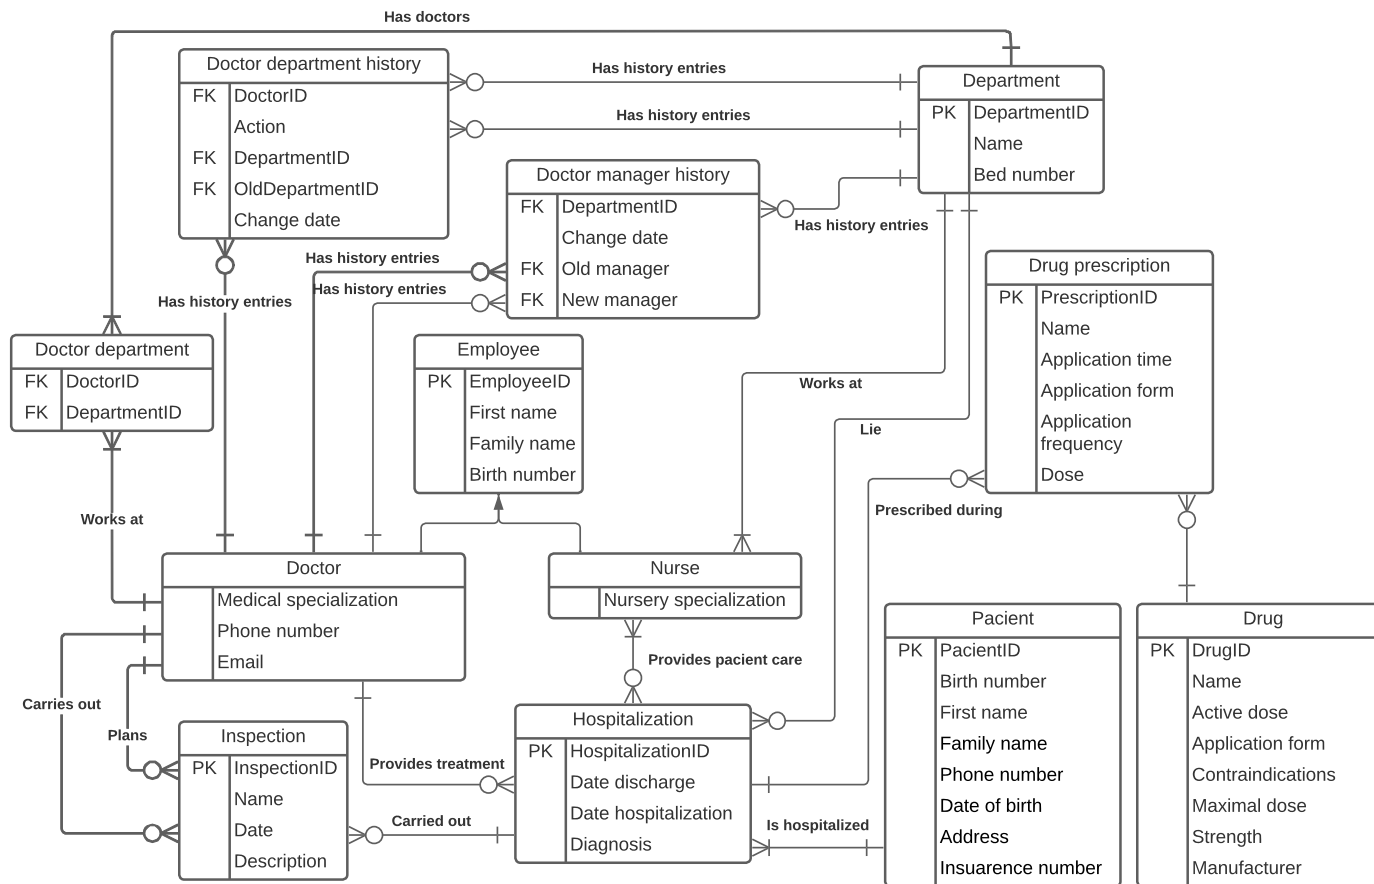 Has doctors
Doctor department history
FK DoctorID
Action
FK DepartmentID
FK OldDepartmentID
Change date
Has history entries
Has history entries
Department
PK DepartmentID
Name
Bed number
Doctor manager history
FK DepartmentID
Change date
FK Old manager
FK New manager
Has history entries
Has history entries
Has history entries
Has history entries
Drug prescription
PK PrescriptionID
Name
Application time
Application form
Application
frequency
Dose
Doctor department
FK DoctorID
FK DepartmentID
Employee
PK EmployeeID
First name
Family name
Birth number
Works at
Lie
Works at
Prescribed during
Doctor
Medical specialization
Phone number
Email
Nurse
Nursery specialization
Provides pacient care
Carries out
Plans
Inspection
PK InspectionID
Name
Date
Description
Provides treatment
Carried out
Hospitalization
PK HospitalizationID
Date discharge
Date hospitalization
Diagnosis
Is hospitalized
Pacient
PK PacientID
Birth number
First name
Family name
Phone number
Date of birth
Address
Insuarence number
Drug
PK DrugID
Name
Active dose
Application form
Contraindications
Maximal dose
Strength
Manufacturer